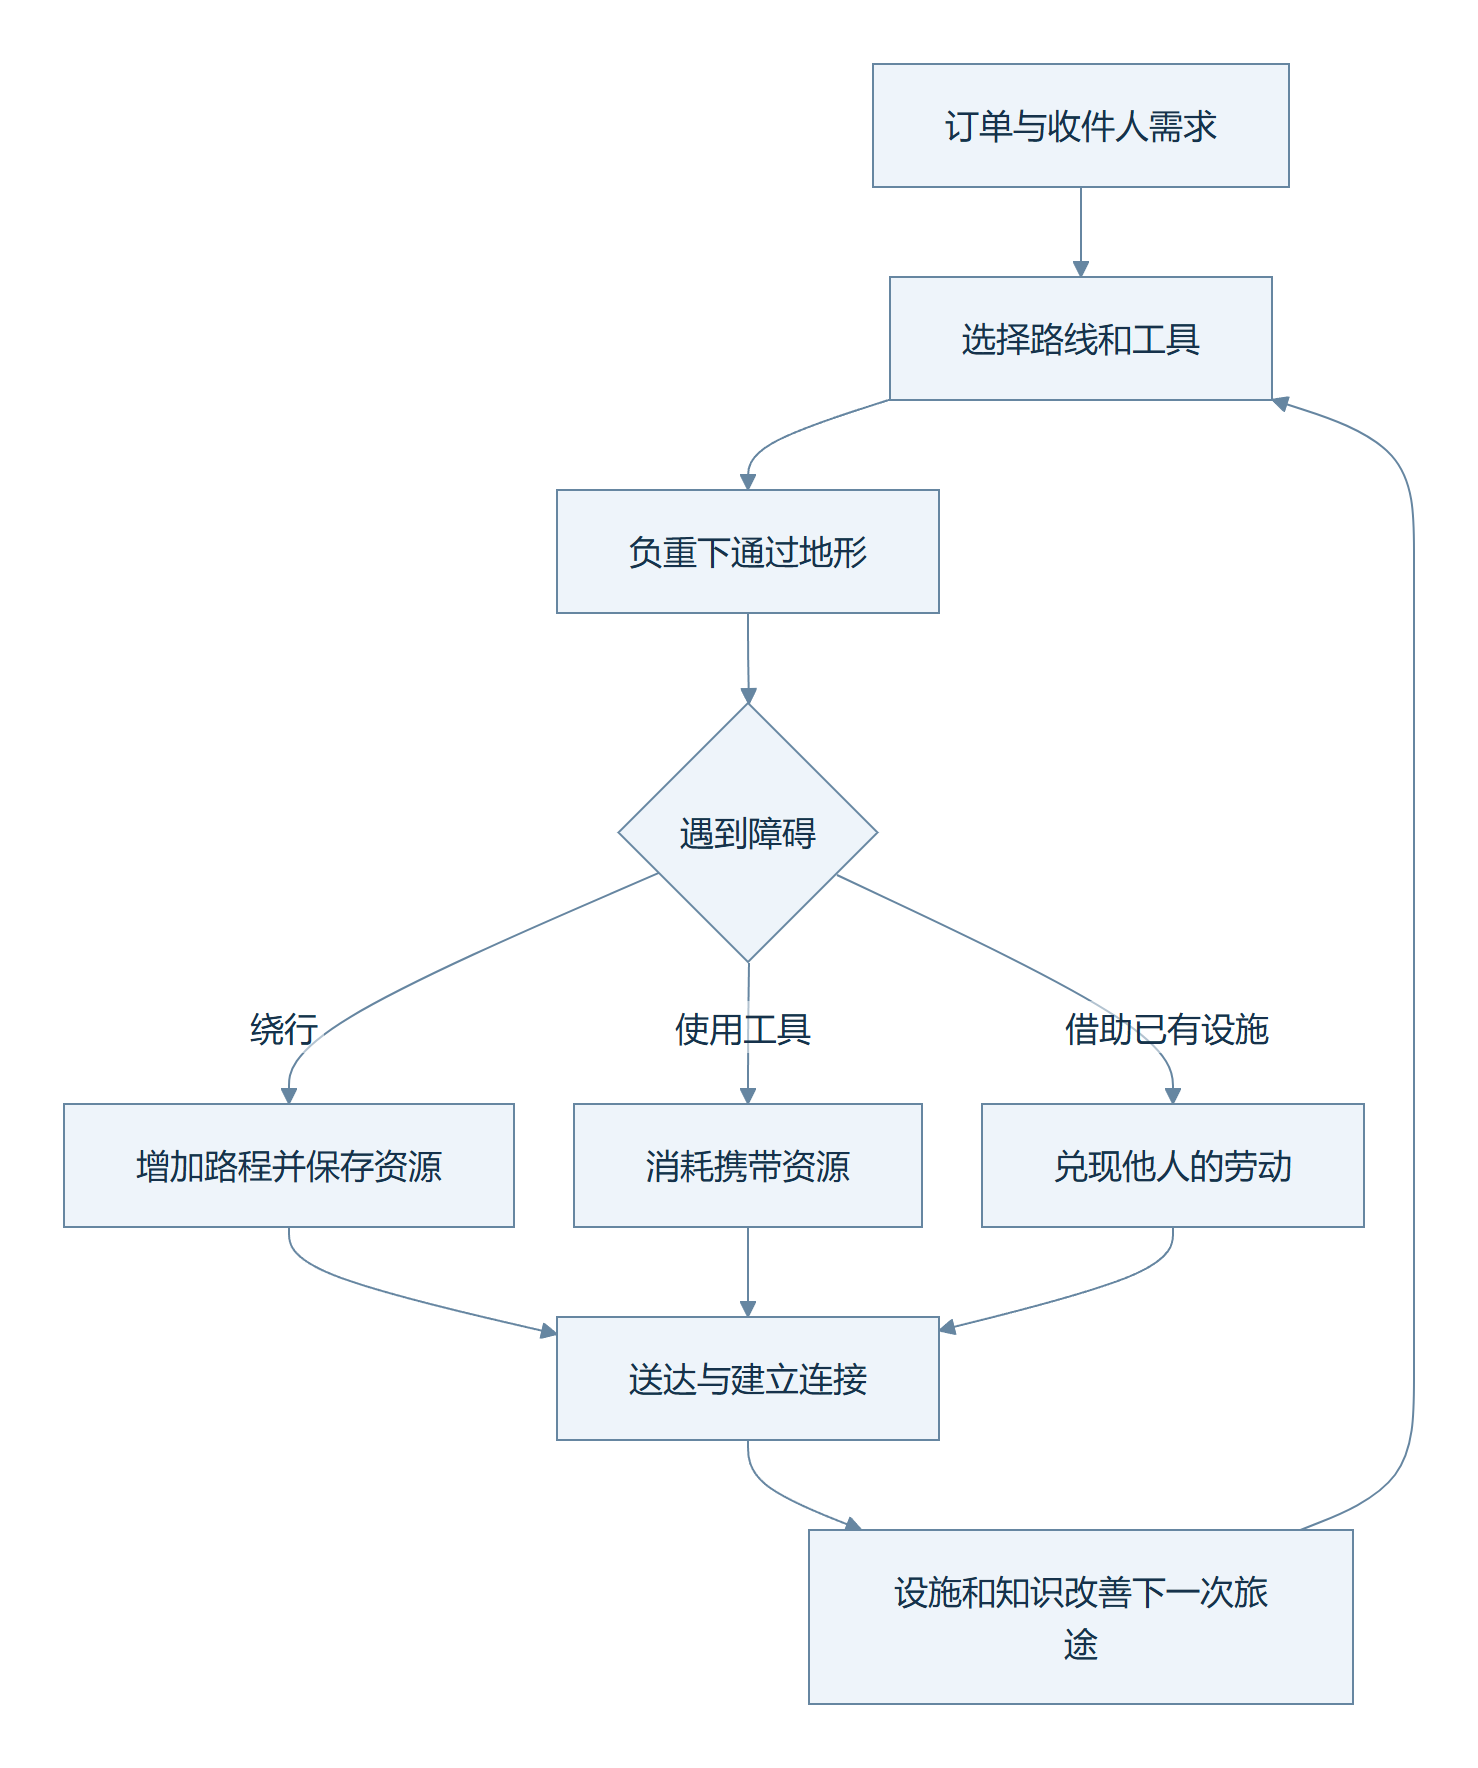 订单与收件人需求
选择路线和工具
负重下通过地形
遇到障碍
绕行
使用工具
借助已有设施
增加路程并保存资源
消耗携带资源
兑现他人的劳动
送达与建立连接
设施和知识改善下一次旅
途